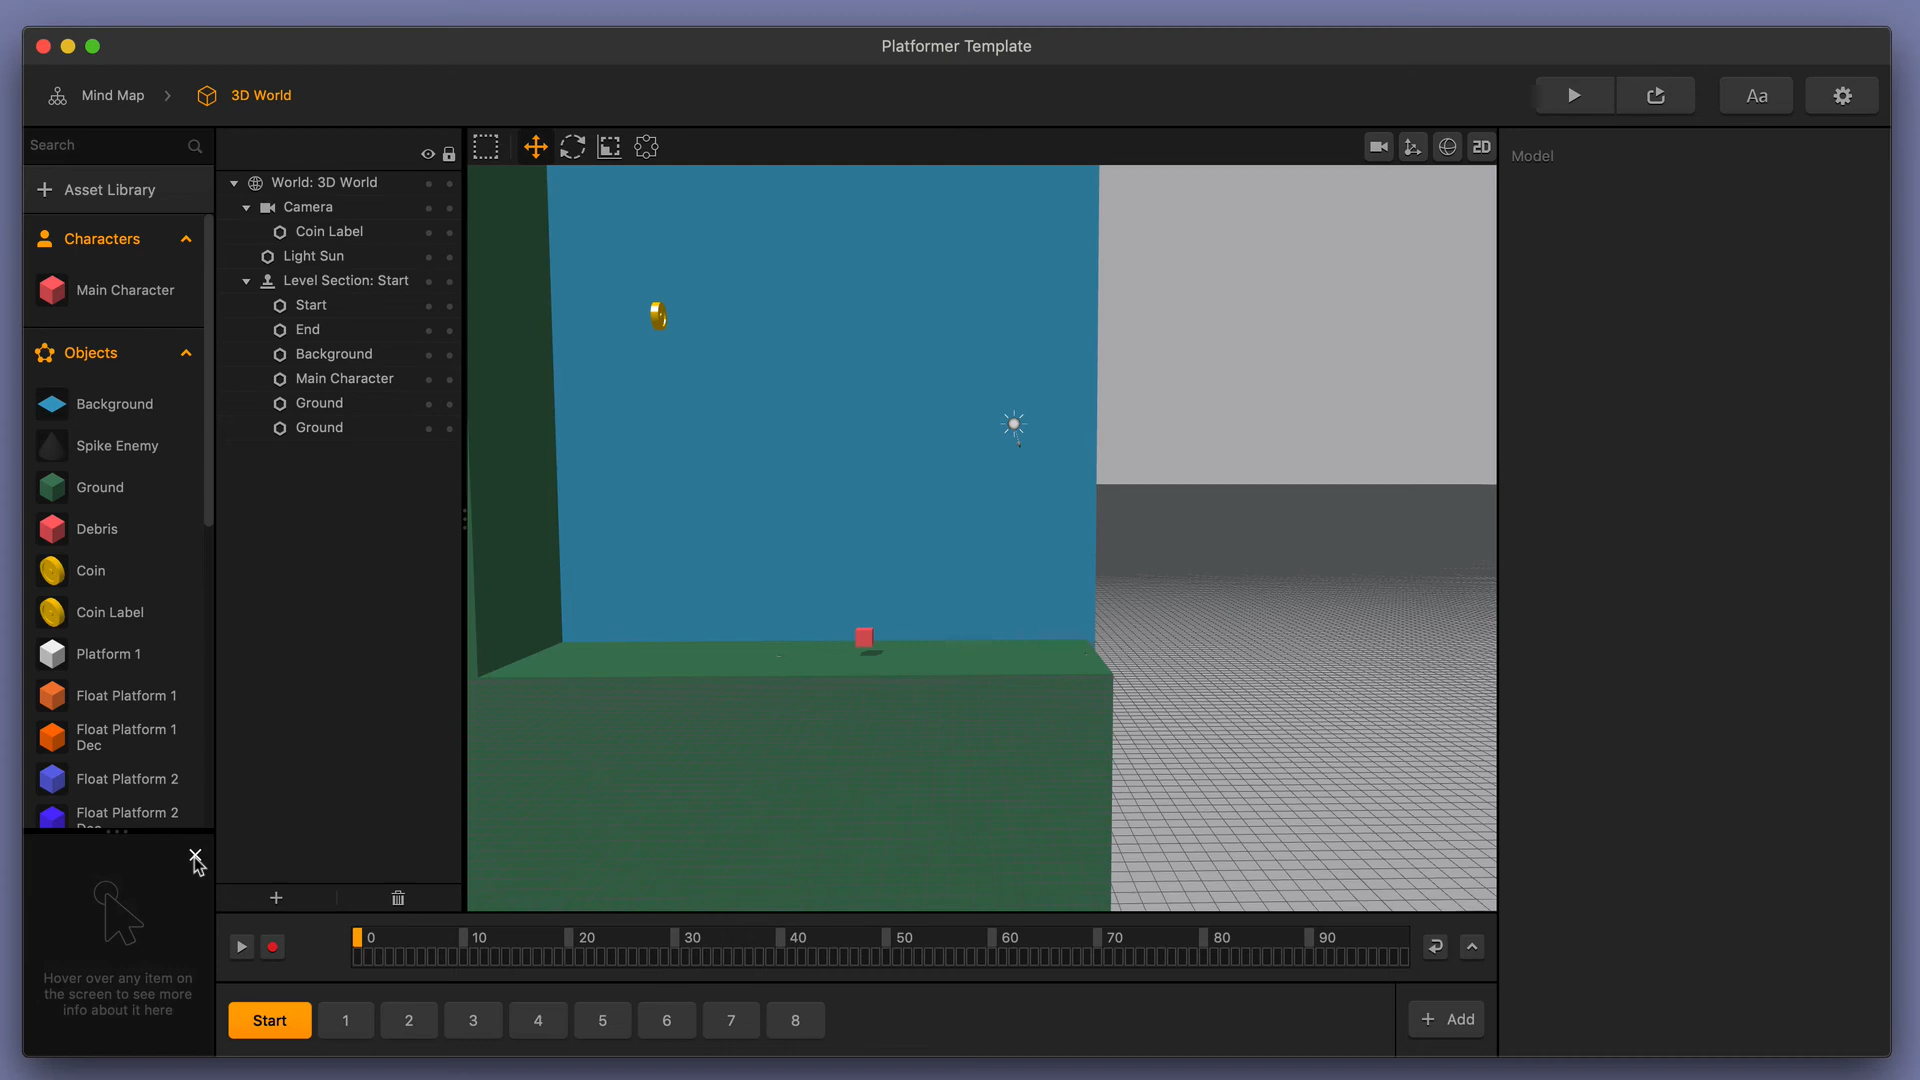 Platformer Template
Mind Map
3D World
Aa
Search
Asset Library
Characters
Main Character
Objects
Background
Spike Enemy
Ground
Debris
Coin
Coin Label
Platform 1
Float Platform 1
Float Platform 1
Dec
Float Platform 2
Float Platform 2
Hover over any item on
the screen to see more
info about it here
World: 3D World
Camera
Coin Label
Light Sun
Level Section: Start
Start
End
Background
Main Character
Ground
Ground
2D
Model
0 10 20 30 40 50 60 70 80 90
Start 1 2 3 4 5 6 7 8
Add